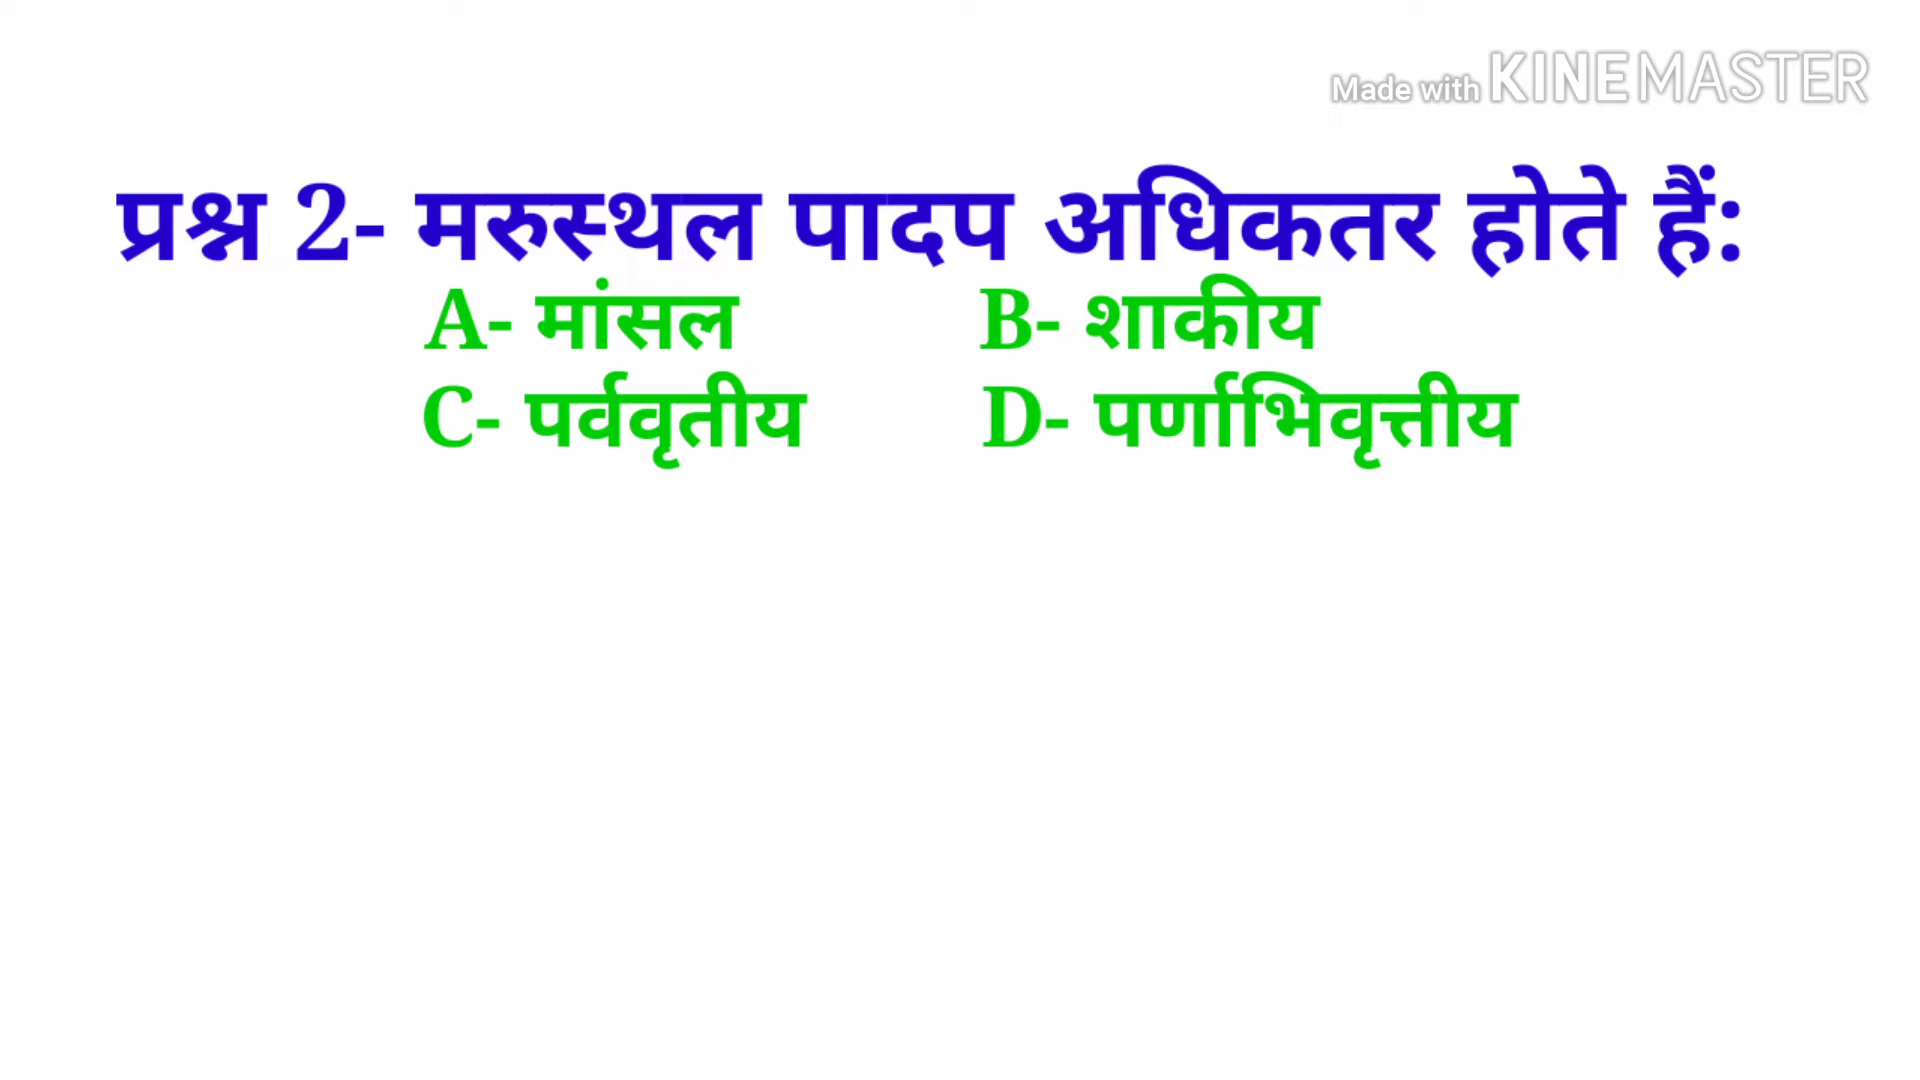 Made with KINEMASTER
प्रश्न 2- मरुस्थल पादप अधिकतर होते हैं:
A- मांसल B- शाकीय
C- पर्ववृतीय D- पर्णाभिवृत्तीय